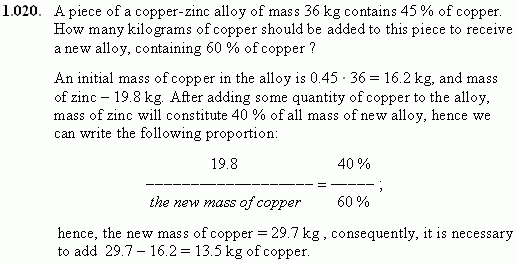 1.020. A piece of a copper-zinc alloy of mass 36 kg contains 45 % of copper.
How many kilograms of copper should be added to this piece to receive
a new alloy, containing 60 % of copper ?
An initial mass of copper in the alloy is 0.45 · 36 = 16.2 kg, and mass
of zinc – 19.8 kg. After adding some quantity of copper to the alloy,
mass of zinc will constitute 40 % of all mass of new alloy, hence we
can write the following proportion:
19.8 40 %
——————————— = ——— ;
the new mass of copper 60 %
hence, the new mass of copper = 29.7 kg , consequently, it is necessary
to add 29.7 – 16.2 = 13.5 kg of copper.